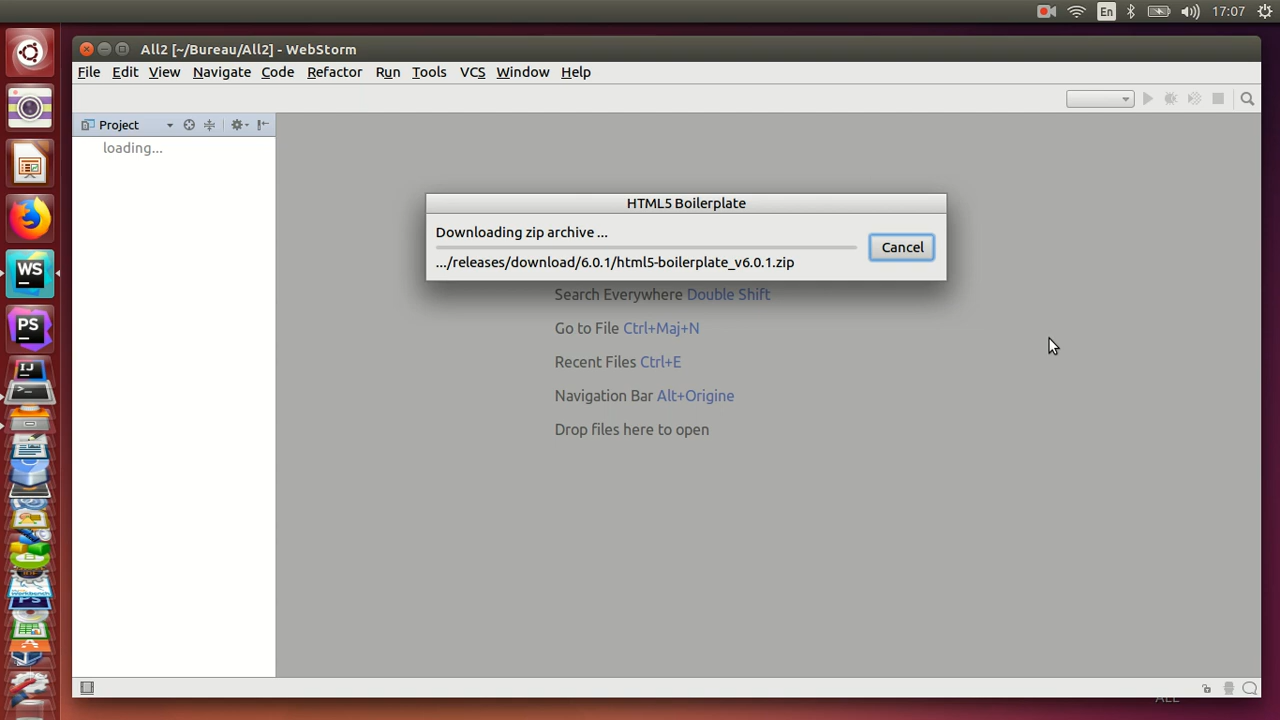 En
17:07
All2 [~/Bureau/All2] - WebStorm
File Edit View Navigate Code Refactor Run Tools VCS Window Help
Project
loading...
HTML5 Boilerplate
Downloading zip archive ...
Cancel
.../releases/download/6.0.1/html5-boilerplate_v6.0.1.zip
Search Everywhere Double Shift
Go to File Ctrl+Maj+N
Recent Files Ctrl+E
Navigation Bar Alt+Origine
Drop files here to open
WS
PS
IJ
ALL